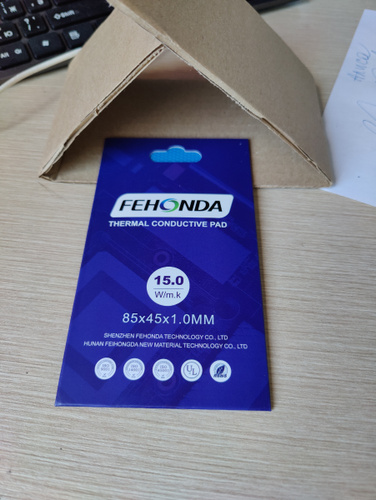 FEHONDA
THERMAL CONDUCTIVE PAD
15.0
W/m.k
85x45x1.0MM
SHENZHEN FEHONDA TECHNOLOGY CO., LTD
HUNAN FEIHONGDA NEW MATERIAL TECHNOLOGY CO., LTD
UL